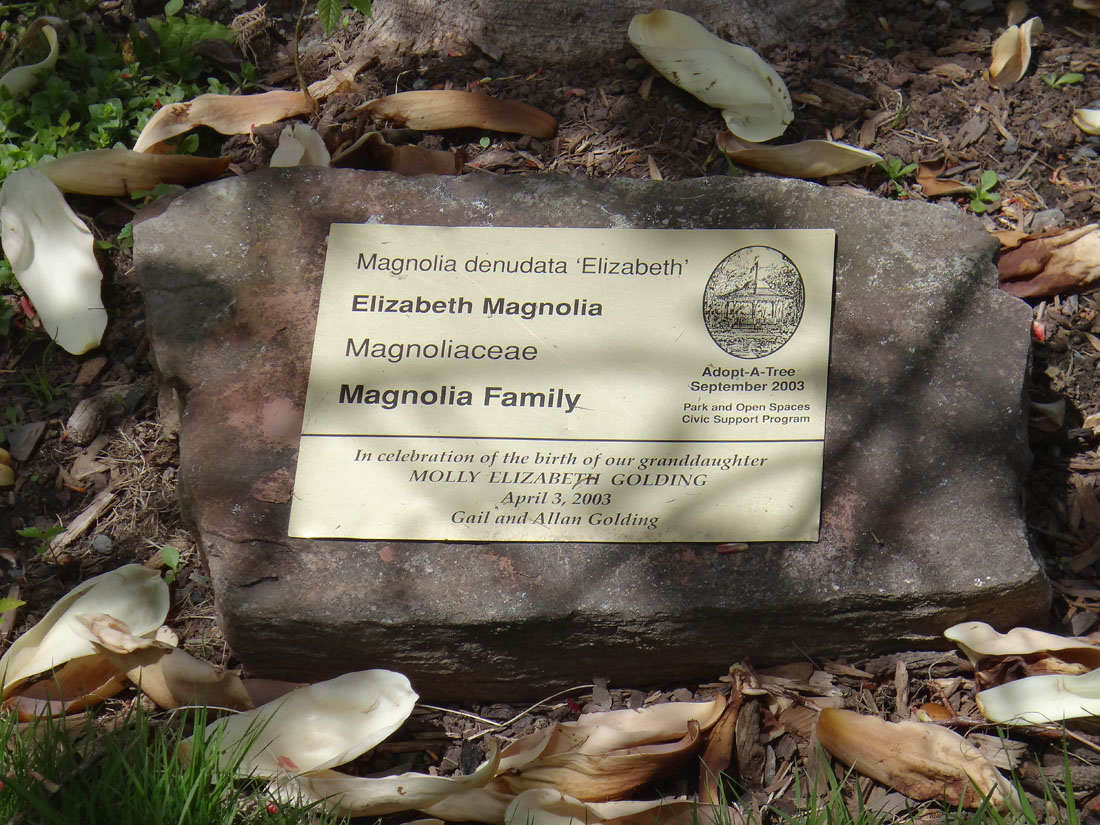 Magnolia denudata ‘Elizabeth’
Elizabeth Magnolia
Magnoliaceae
Magnolia Family
Adopt-A-Tree
September 2003
Park and Open Spaces
Civic Support Program
In celebration of the birth of our granddaughter
MOLLY ELIZABETH GOLDING
April 3, 2003
Gail and Allan Golding